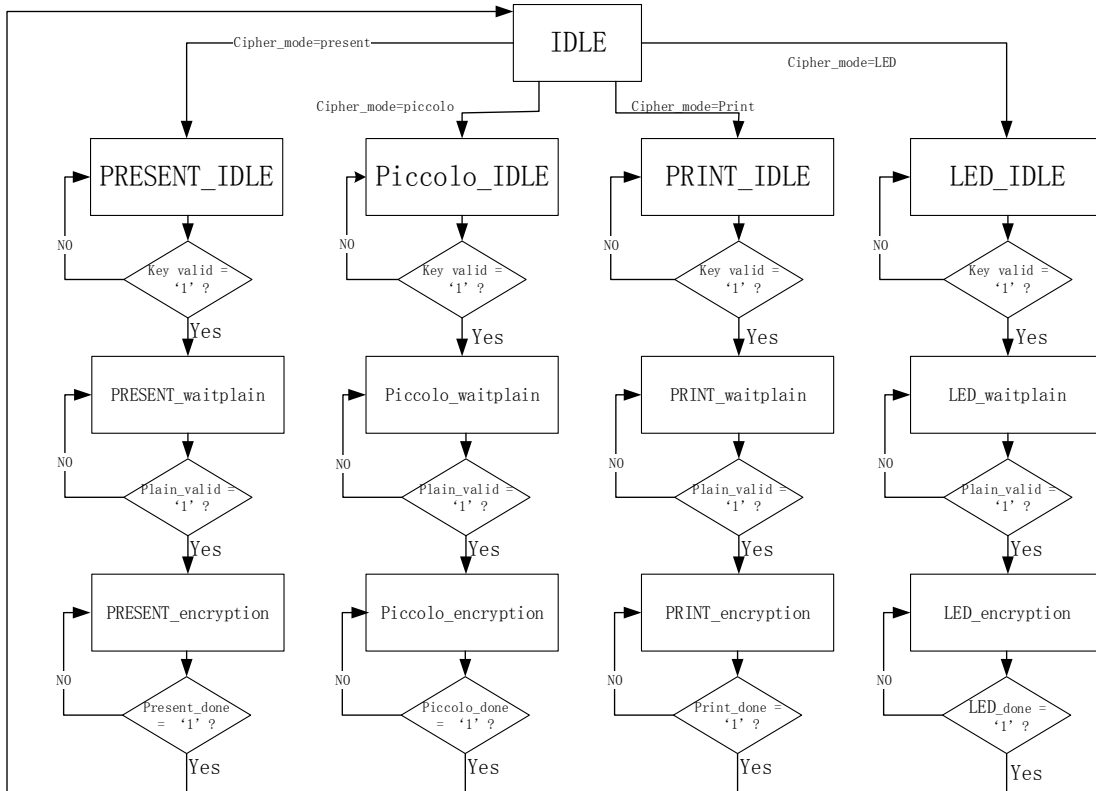 IDLE
Cipher_mode=present
Cipher_mode=LED
Cipher_mode=piccolo
Cipher_mode=Print
PRESENT_IDLE
Piccolo_IDLE
PRINT_IDLE
LED_IDLE
NO
NO
NO
NO
Key valid =
‘1’ ?
Key valid =
‘1’ ?
Key valid =
‘1’ ?
Key valid =
‘1’ ?
Yes
Yes
Yes
Yes
PRESENT_waitplain
Piccolo_waitplain
PRINT_waitplain
LED_waitplain
NO
NO
NO
NO
Plain_valid =
‘1’ ?
Plain_valid =
‘1’ ?
Plain_valid =
‘1’ ?
Plain_valid =
‘1’ ?
Yes
Yes
Yes
Yes
PRESENT_encryption
Piccolo_encryption
PRINT_encryption
LED_encryption
NO
NO
NO
NO
Present_done
= ‘1’ ?
Piccolo_done
= ‘1’ ?
Print_done =
‘1’ ?
LED_done =
‘1’ ?
Yes
Yes
Yes
Yes